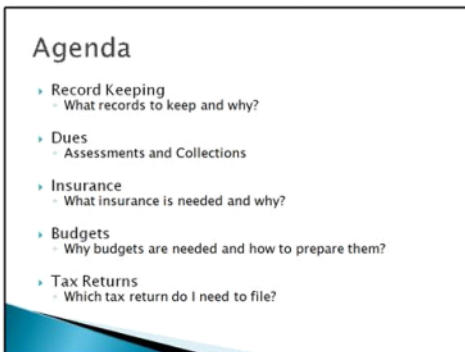 Agenda
Record Keeping
What records to keep and why?
Dues
Assessments and Collections
Insurance
What insurance is needed and why?
Budgets
Why budgets are needed and how to prepare them?
Tax Returns
Which tax return do I need to file?